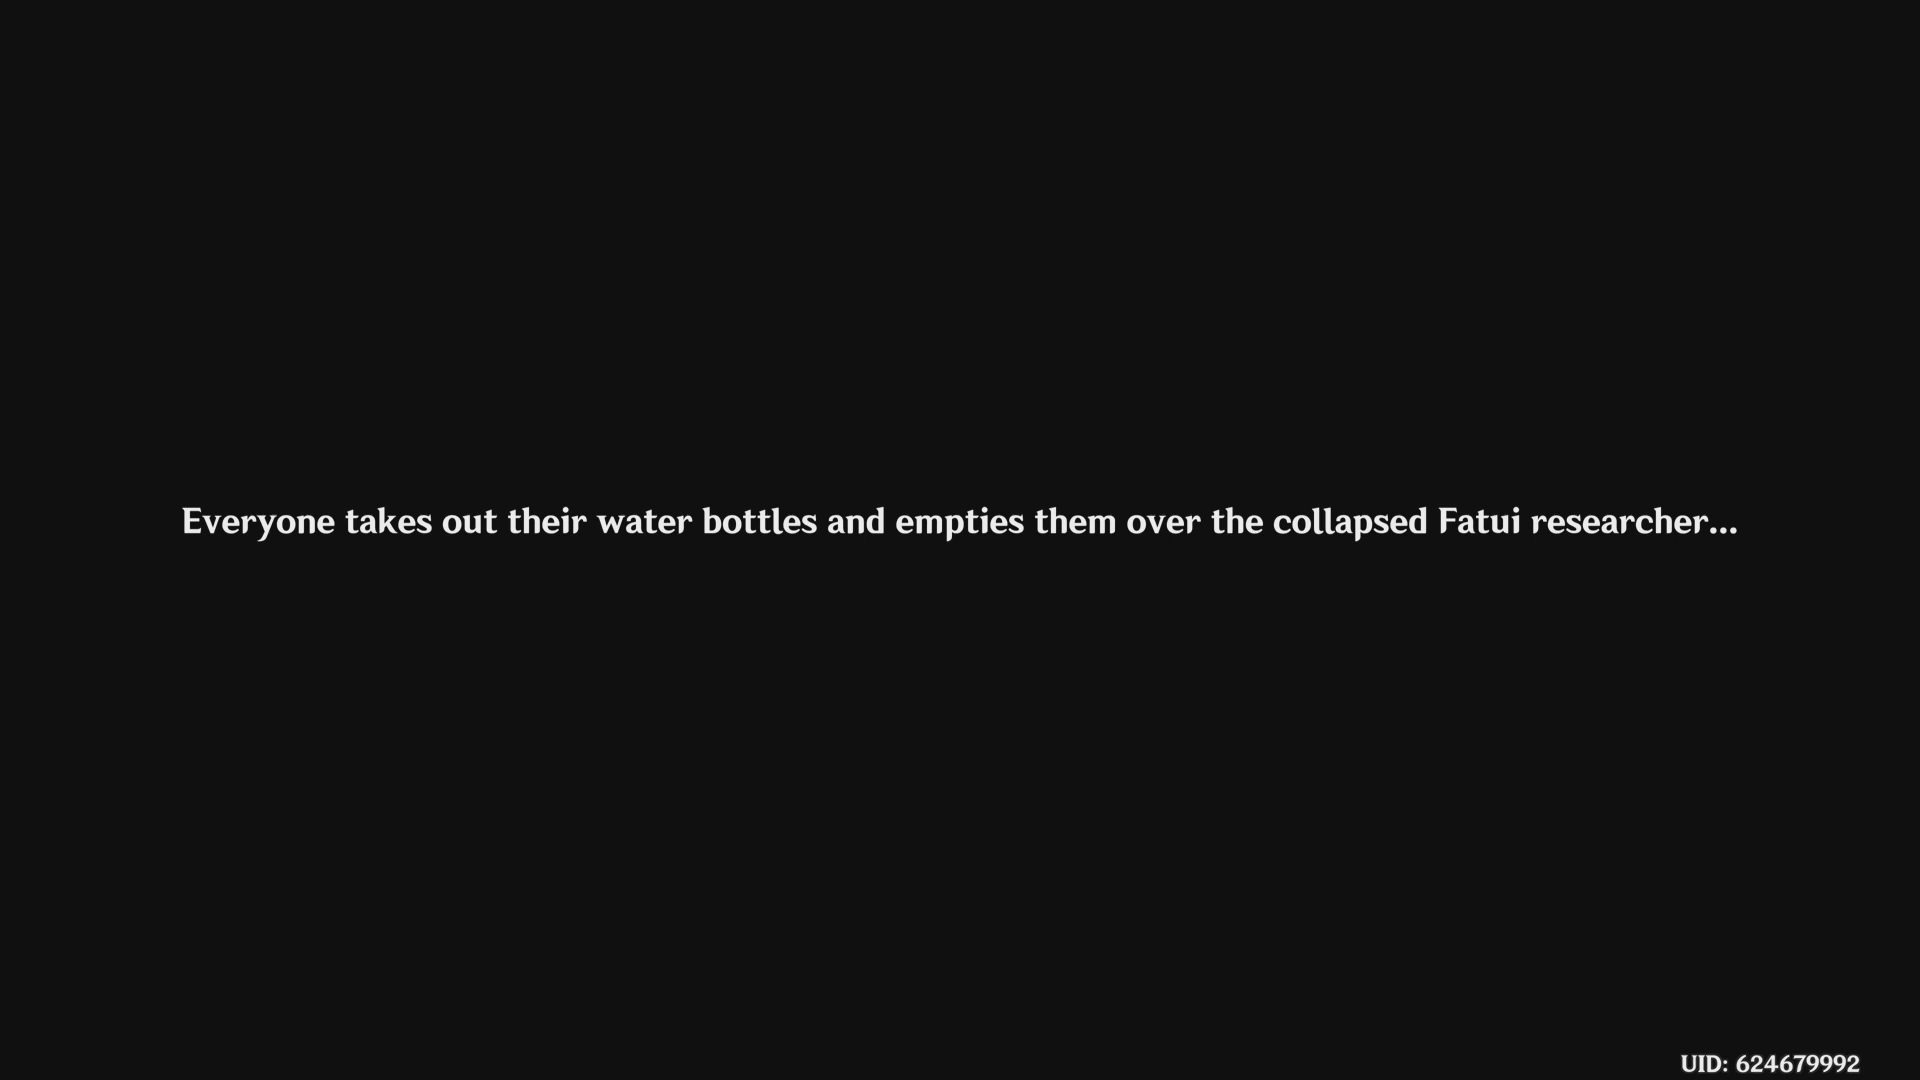 Everyone takes out their water bottles and empties them over the collapsed Fatui researcher...
UID: 624679992